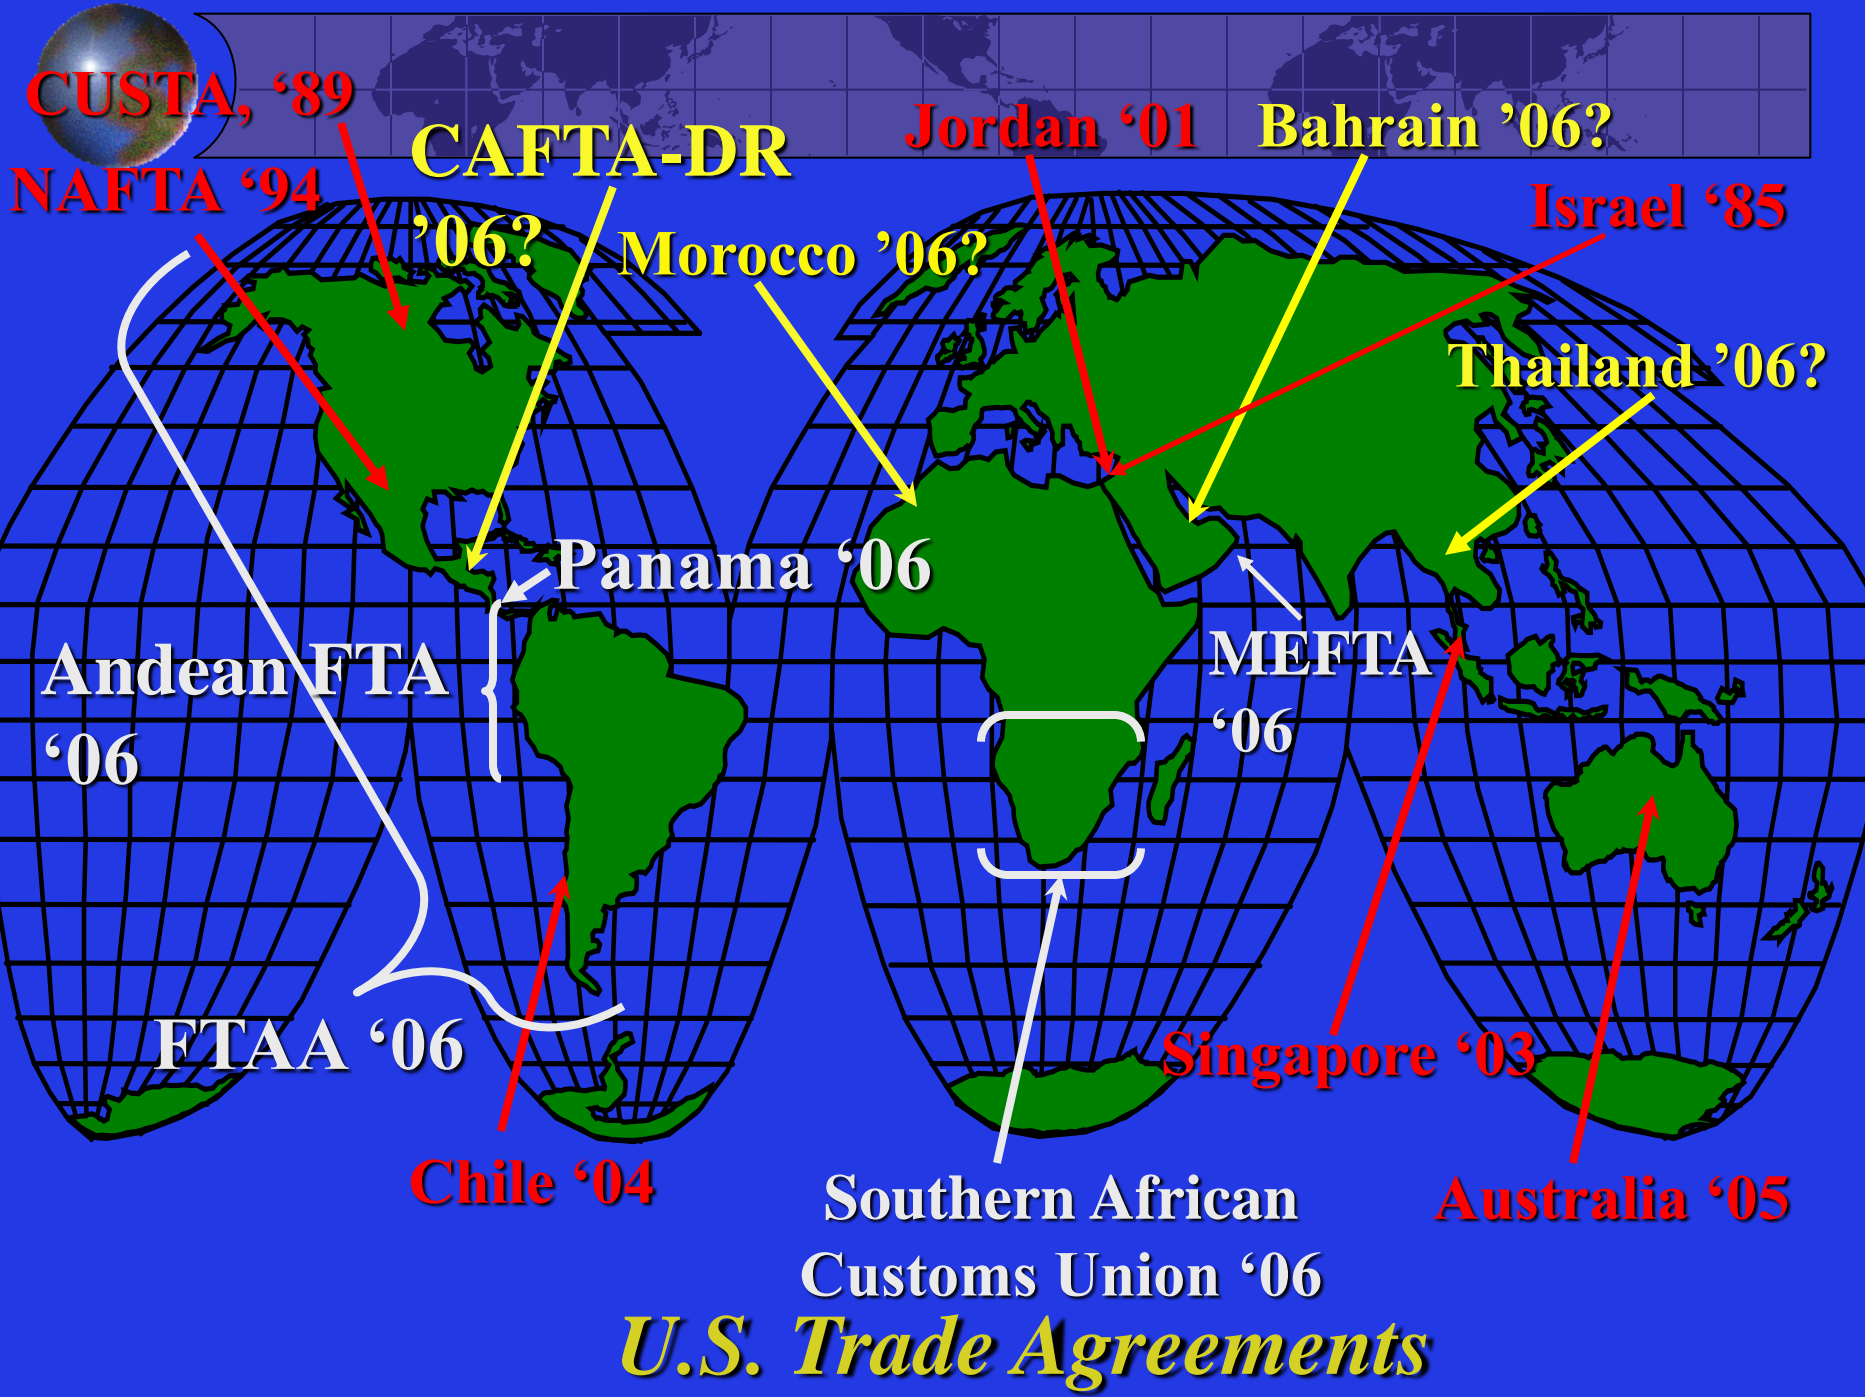 CUSTA, ‘89
Jordan ‘01
Bahrain ’06?
CAFTA-DR
’06?
NAFTA ‘94
Israel ‘85
Morocco ’06?
Thailand ’06?
Panama ‘06
Andean FTA
‘06
MEFTA
‘06
FTAA ‘06
Singapore ‘03
Chile ‘04
Southern African
Customs Union ‘06
Australia ‘05
U.S. Trade Agreements